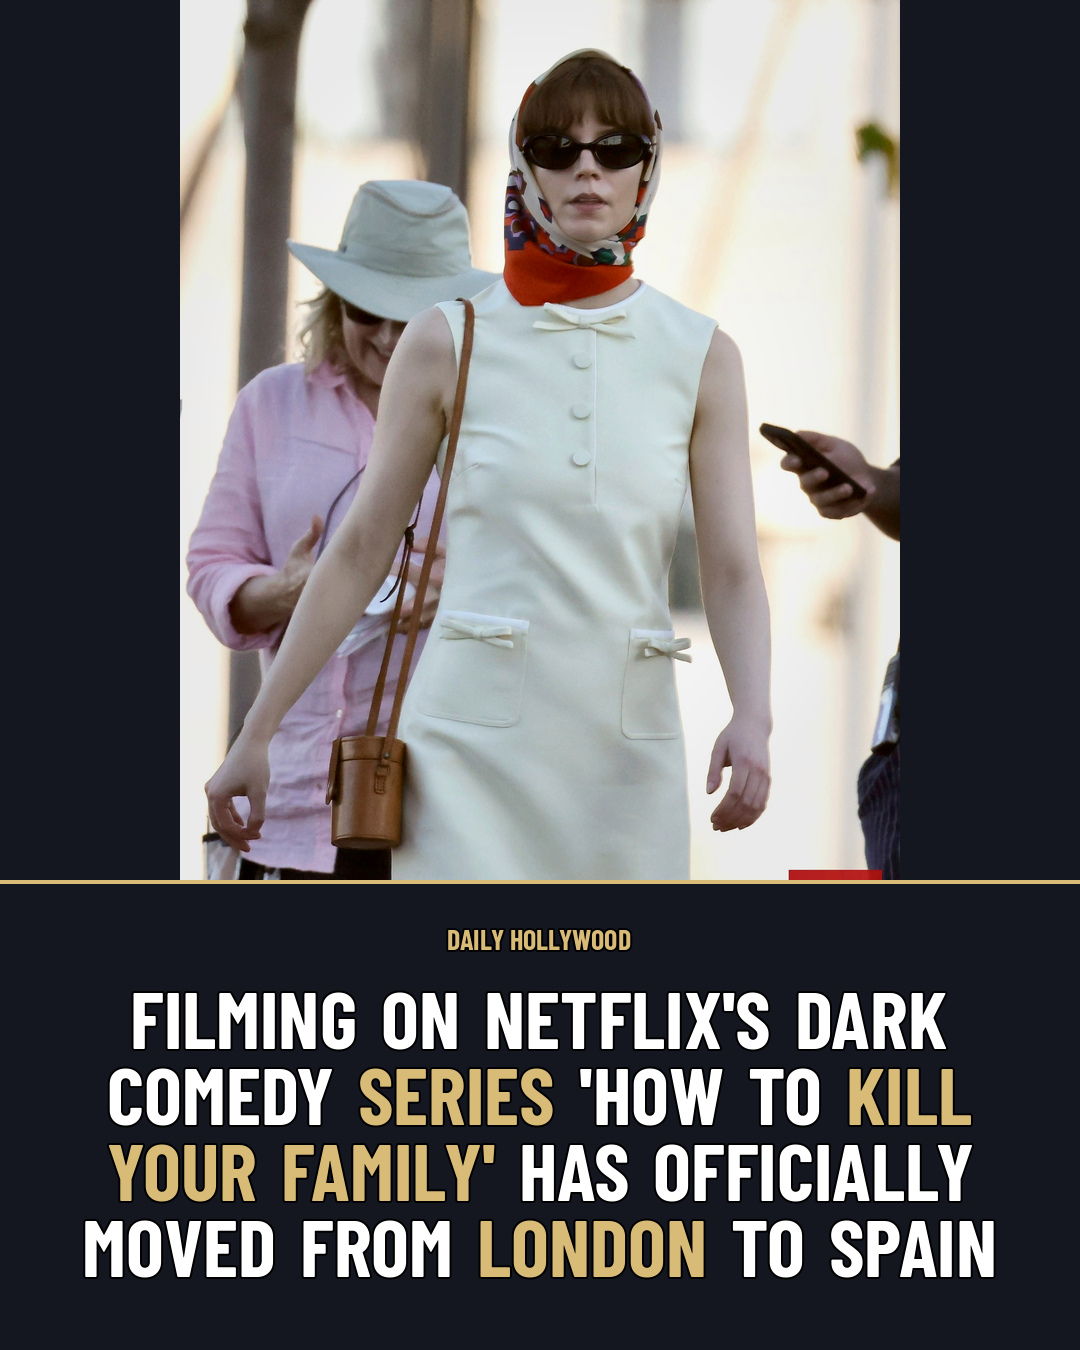 DAILY HOLLYWOOD
FILMING ON NETFLIX'S DARK
COMEDY SERIES 'HOW TO KILL
YOUR FAMILY' HAS OFFICIALLY
MOVED FROM LONDON TO SPAIN